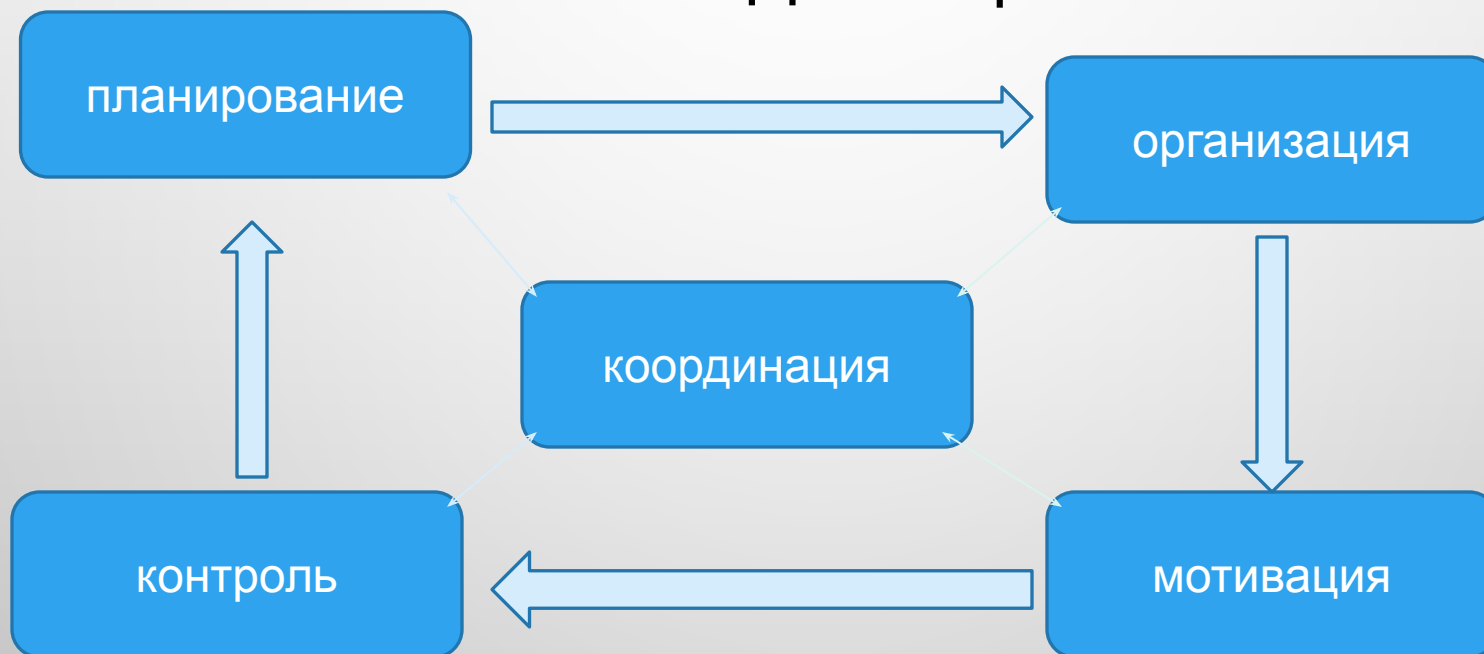 планирование
организация
координация
контроль
мотивация